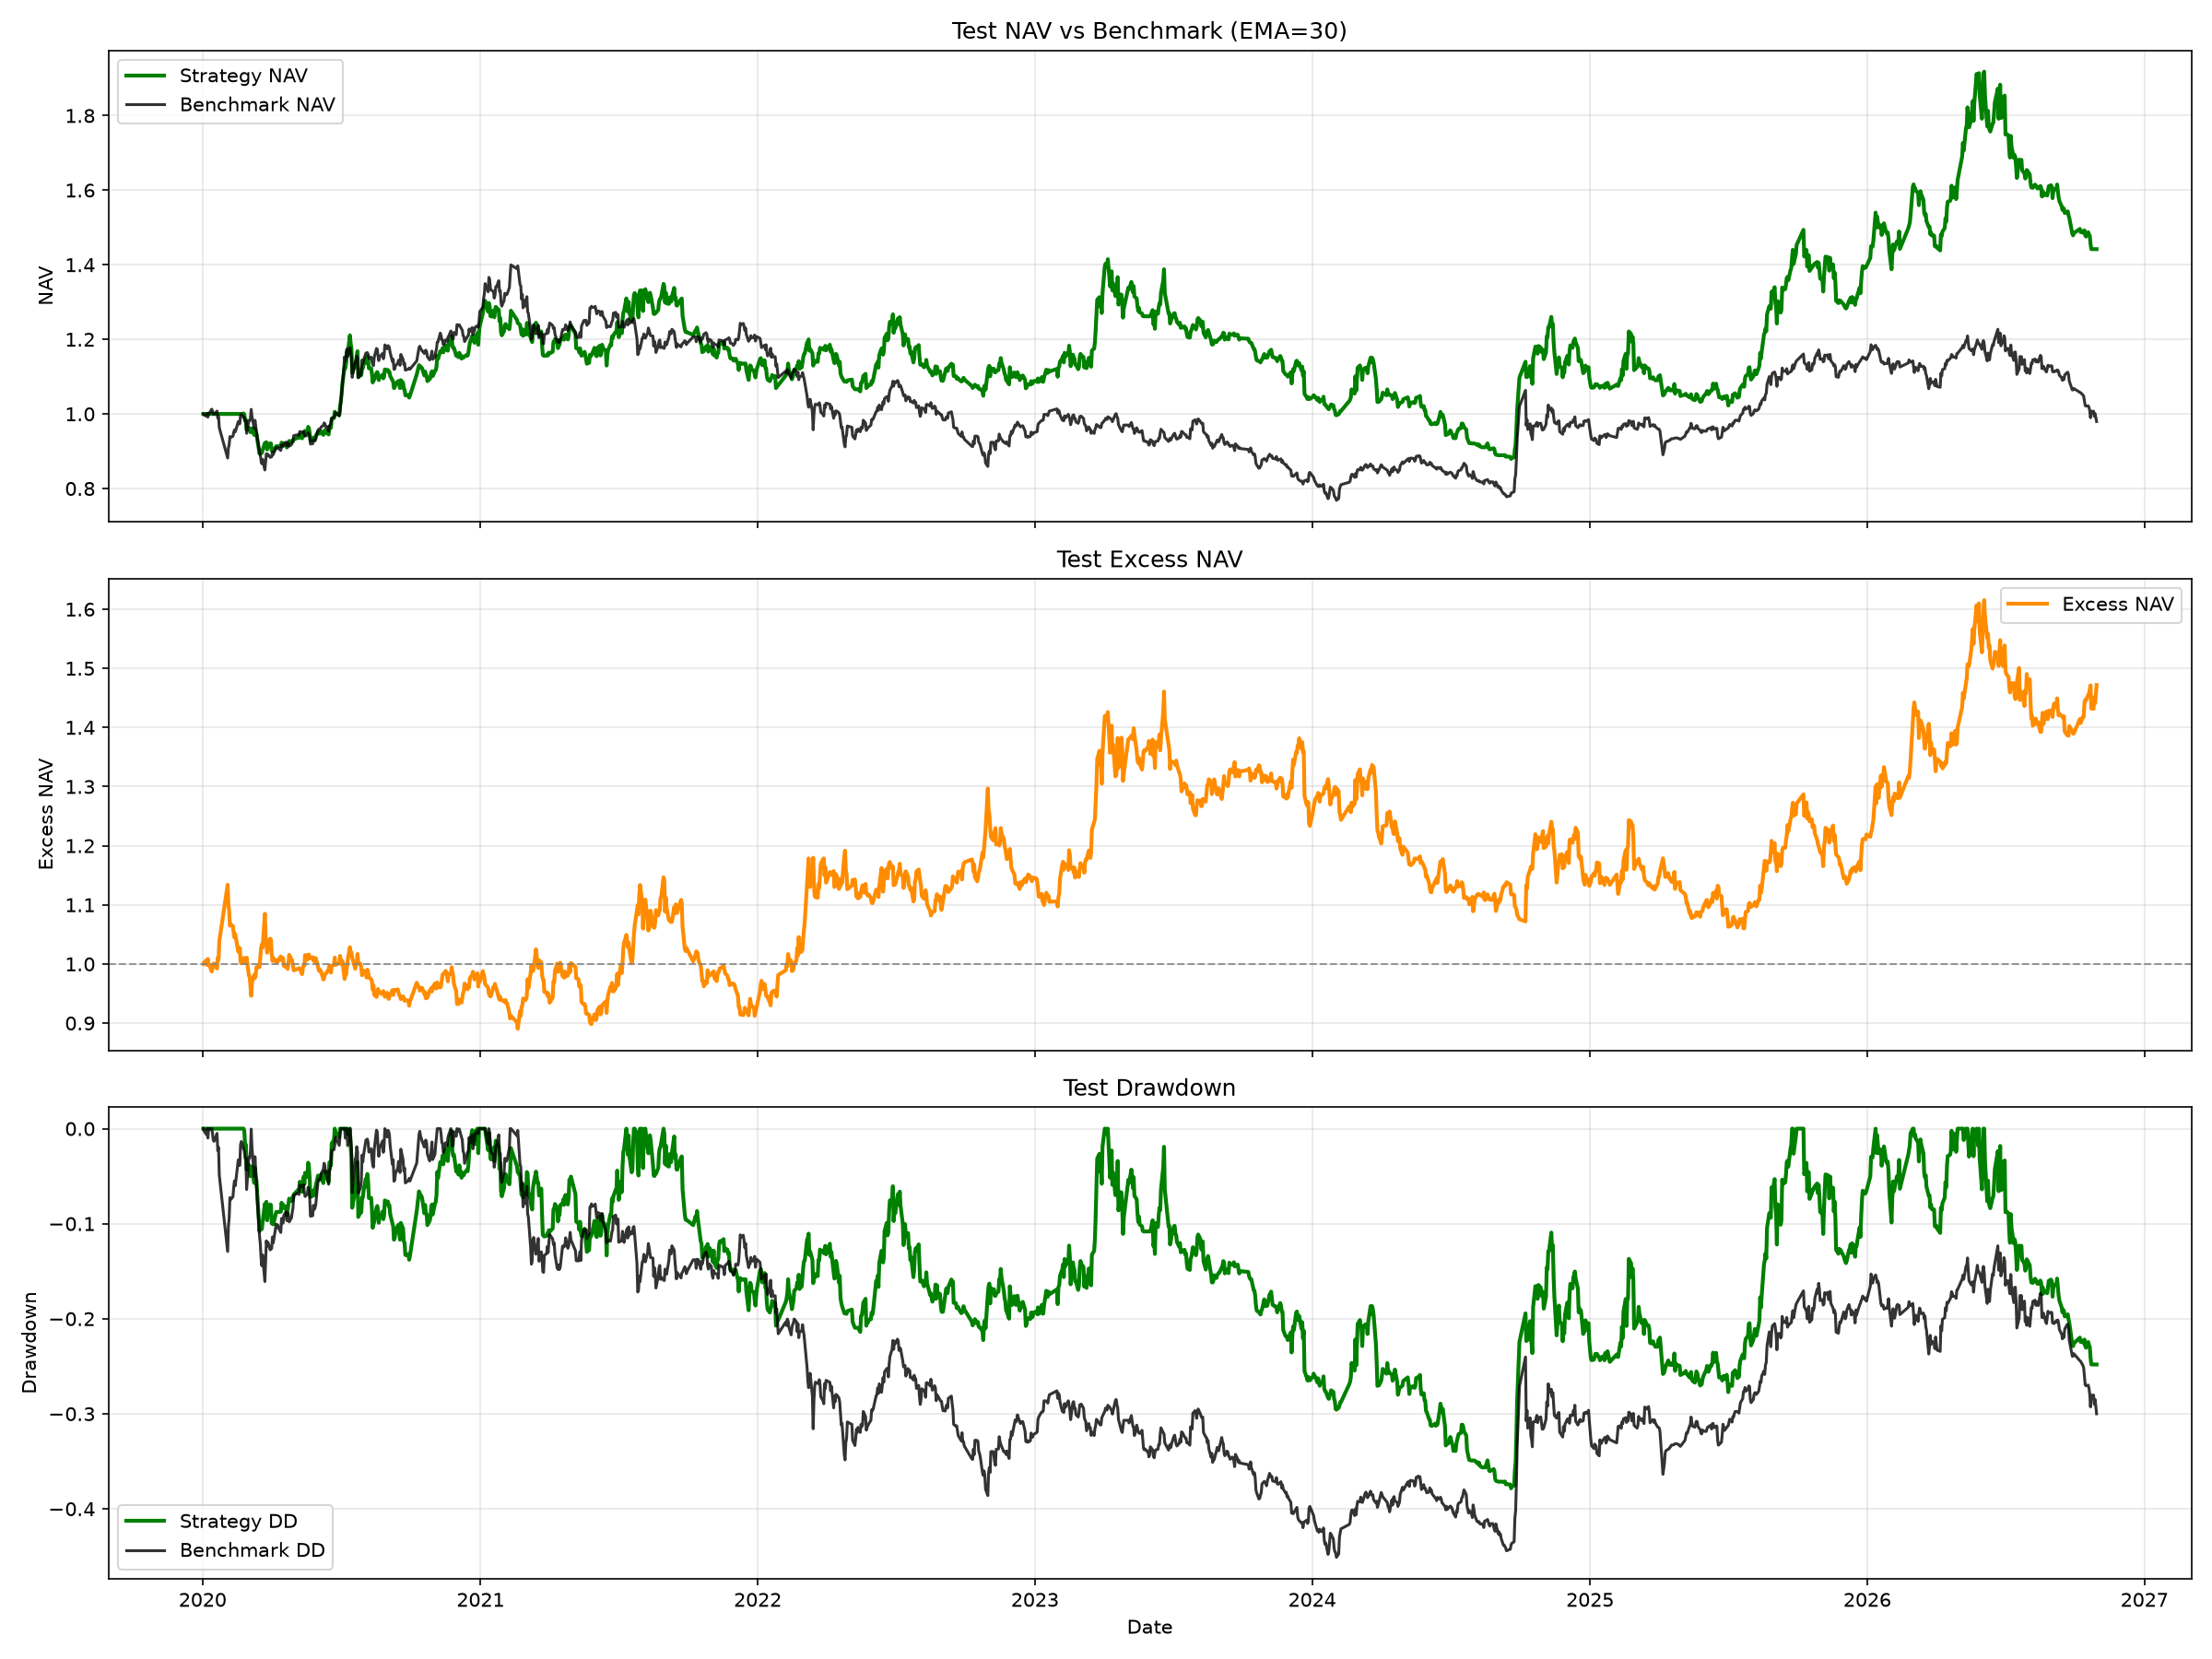 Test NAV vs Benchmark (EMA=30)
Strategy NAV
Benchmark NAV
NAV
1.8
1.6
1.4
1.2
1.0
0.8
Test Excess NAV
Excess NAV
Excess NAV
1.6
1.5
1.4
1.3
1.2
1.1
1.0
0.9
Test Drawdown
Drawdown
0.0
−0.1
−0.2
−0.3
−0.4
Strategy DD
Benchmark DD
2020 2021 2022 2023 2024 2025 2026 2027
Date